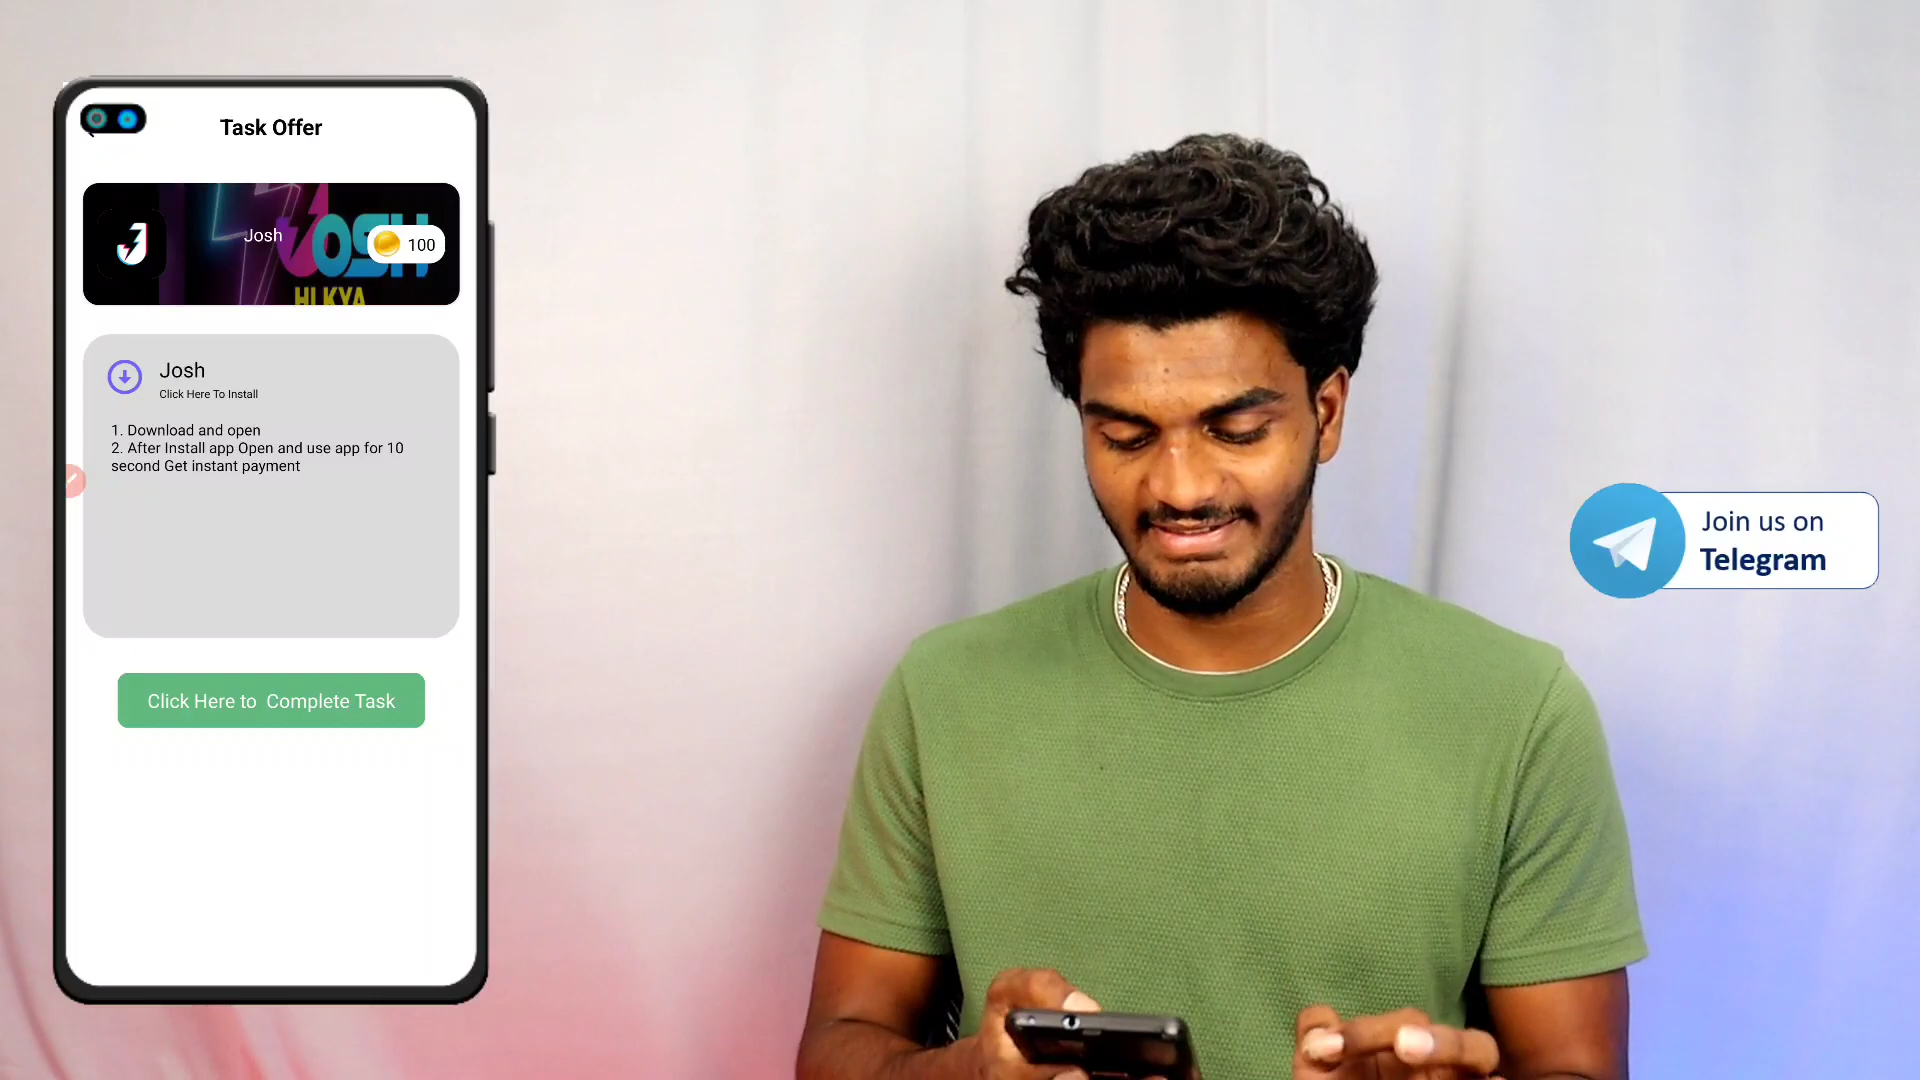 Task Offer
Josh
JOSH
100
HI KYA
Josh
Click Here To Install
1. Download and open
2. After Install app Open and use app for 10
second Get instant payment
Click Here to  Complete Task
Join us on
Telegram